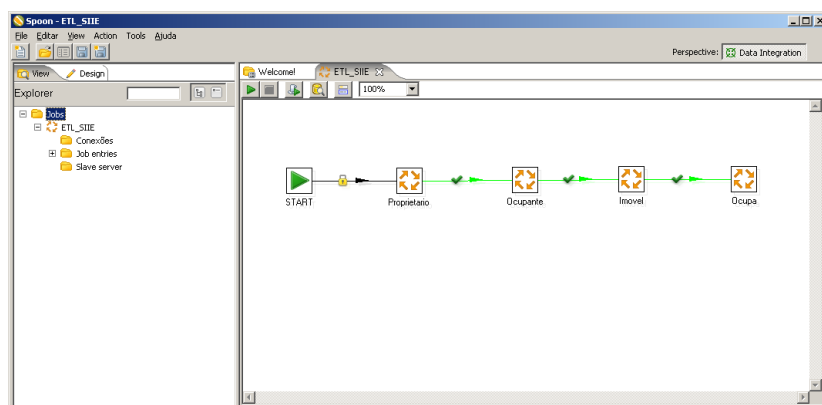 Spoon - ETL_SIIE
File Editar View Action Tools Ajuda
Perspective: Data Integration
View Design
Explorer
Jobs
ETL_SIIE
Conexões
Job entries
Slave server
Welcome! ETL_SIIE
100%
START Proprietario Ocupante Imovel Ocupa